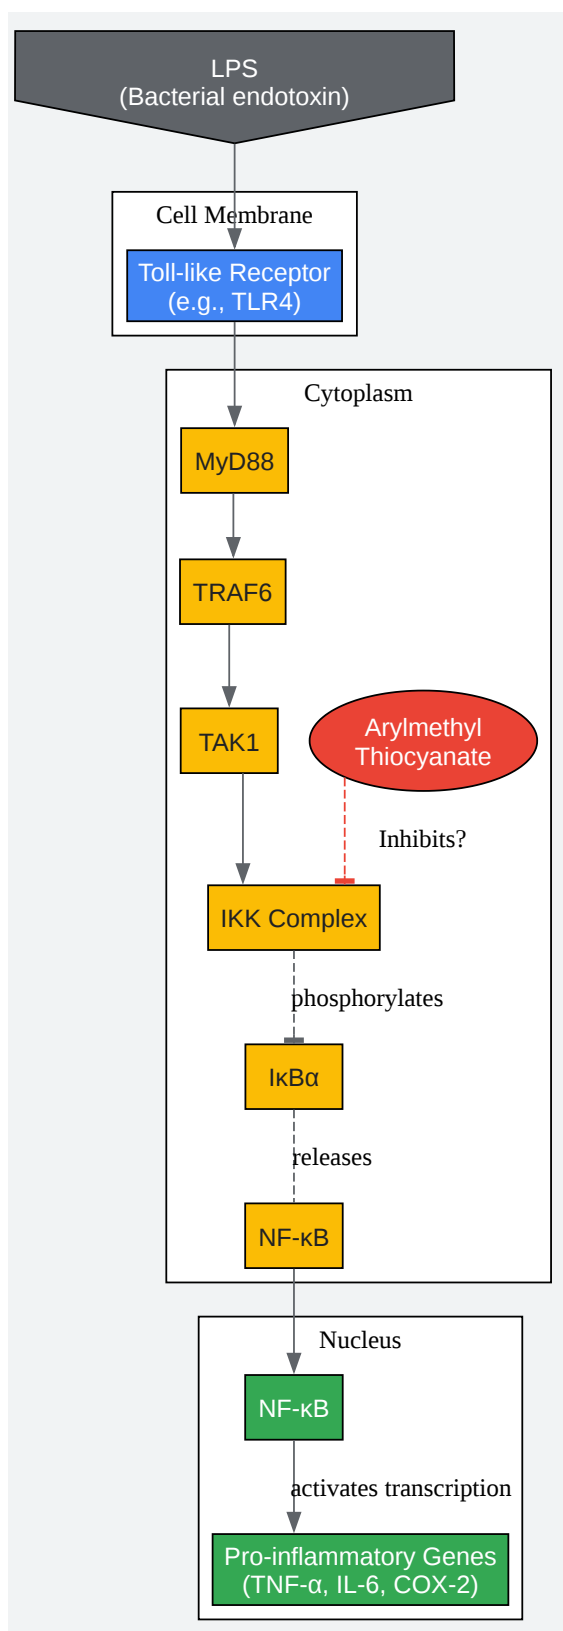 LPS
(Bacterial endotoxin)
Cell Membrane
Toll-like Receptor
(e.g., TLR4)
Cytoplasm
MyD88
TRAF6
TAK1
Arylmethyl
Thiocyanate
Inhibits?
IKK Complex
phosphorylates
IκBα
releases
NF-κB
Nucleus
NF-κB
activates transcription
Pro-inflammatory Genes
(TNF-α, IL-6, COX-2)